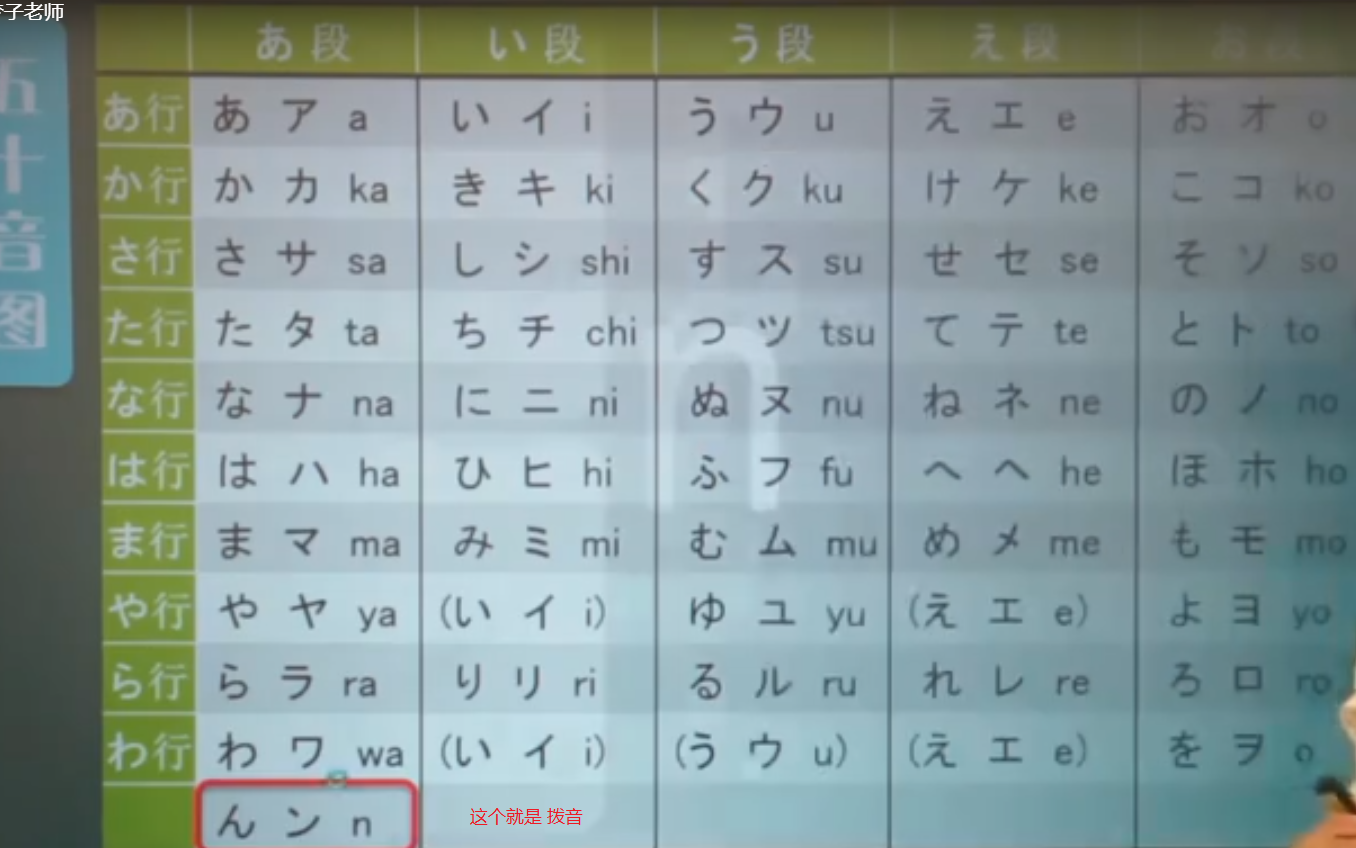 子老师
五十音图
あ段 い段 う段 え段 お段
あ行 あ ア a い イ i う ウ u え エ e お オ o
か行 か カ ka き キ ki く ク ku け ケ ke こ コ ko
さ行 さ サ sa し シ shi す ス su せ セ se そ ソ so
た行 た タ ta ち チ chi つ ツ tsu て テ te と ト to
な行 な ナ na に ニ ni ぬ ヌ nu ね ネ ne の ノ no
は行 は ハ ha ひ ヒ hi ふ フ fu へ ヘ he ほ ホ ho
ま行 ま マ ma み ミ mi む ム mu め メ me も モ mo
や行 や ヤ ya (い イ i) ゆ ユ yu (え エ e) よ ヨ yo
ら行 ら ラ ra り リ ri る ル ru れ レ re ろ ロ ro
わ行 わ ワ wa (い イ i) (う ウ u) (え エ e) を ヲ o
ん ン n 这个就是 拨音
n